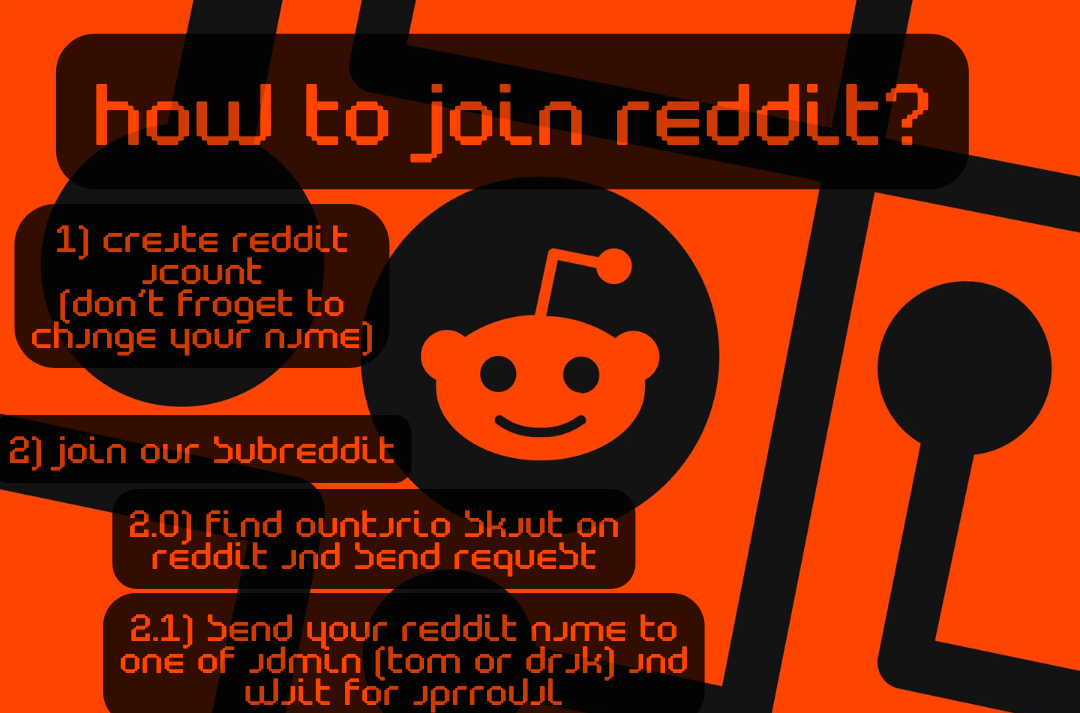 how to join reddit?
1) create reddit
acount
(don't froget to
change your name)
2) join our subreddit
2.0) find ountario skaut on
reddit and send request
2.1) send your reddit name to
one of admin (tom or drak) and
wait for aprroval